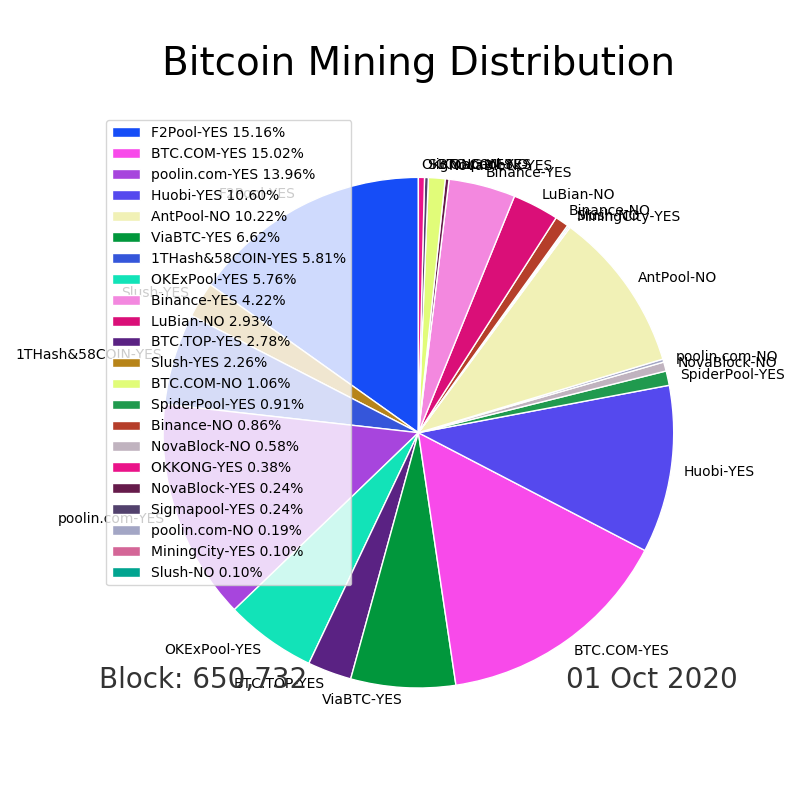 Bitcoin Mining Distribution
F2Pool-YES 15.16%
BTC.COM-YES 15.02%
poolin.com-YES 13.96%
Huobi-YES 10.60%
AntPool-NO 10.22%
ViaBTC-YES 6.62%
1THash&58COIN-YES 5.81%
OKExPool-YES 5.76%
Binance-YES 4.22%
LuBian-NO 2.93%
BTC.TOP-YES 2.78%
Slush-YES 2.26%
BTC.COM-NO 1.06%
SpiderPool-YES 0.91%
Binance-NO 0.86%
NovaBlock-NO 0.58%
OKKONG-YES 0.38%
NovaBlock-YES 0.24%
Sigmapool-YES 0.24%
poolin.com-NO 0.19%
MiningCity-YES 0.10%
Slush-NO 0.10%
Binance-YES
LuBian-NO
Binance-NO
MiningCity-YES
AntPool-NO
poolin.com-NO
NovaBlock-NO
SpiderPool-YES
Huobi-YES
BTC.COM-YES
ViaBTC-YES
BTC.TOP-YES
OKExPool-YES
poolin.com-YES
1THash&58COIN-YES
Slush-YES
F2Pool-YES
Block: 650,732
01 Oct 2020